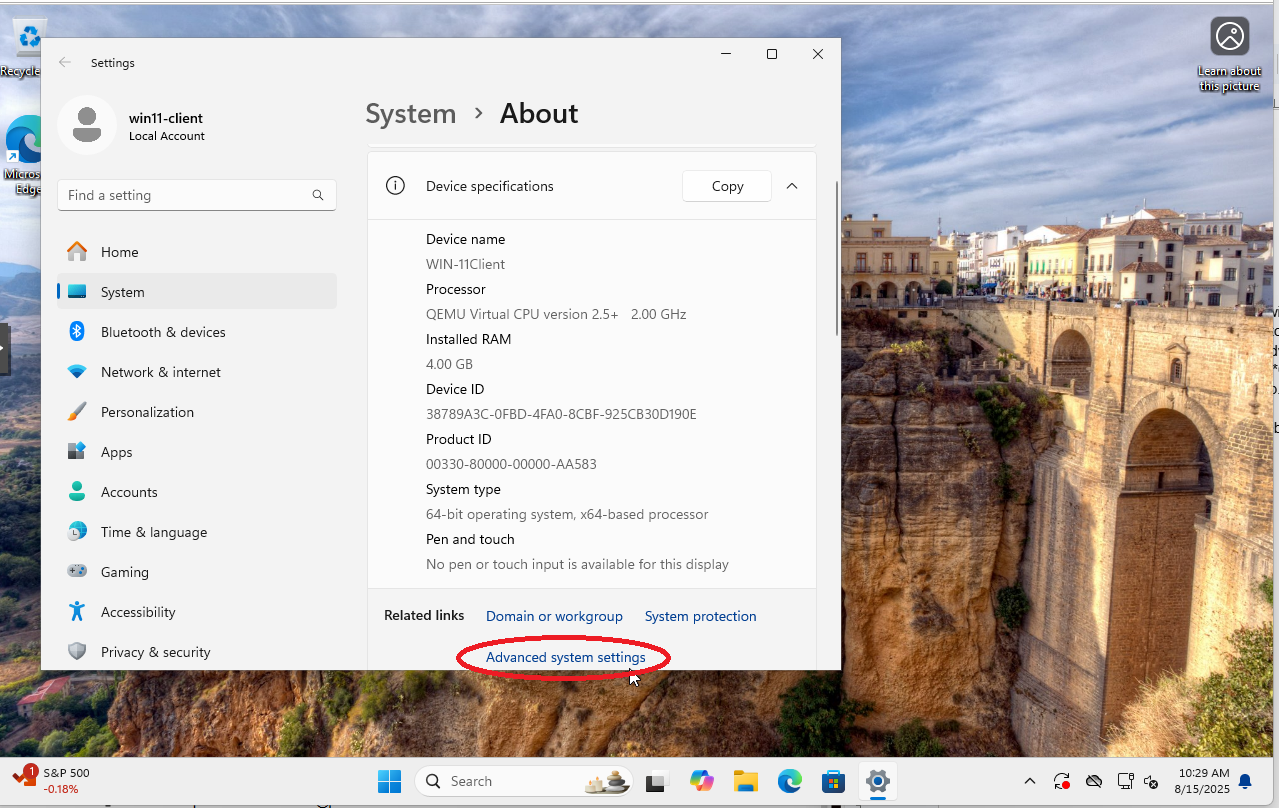 Recycle
Learn about
this picture
Settings
win11-client
Local Account
System > About
Micros
Edge
Device specifications
Copy
Find a setting
Device name
WIN-11Client
Home
Processor
System
QEMU Virtual CPU version 2.5+ 2.00 GHz
Bluetooth & devices
Installed RAM
4.00 GB
Network & internet
Device ID
38789A3C-0FBD-4FA0-8CBF-925CB30D190E
Personalization
Product ID
Apps
00330-80000-00000-AA583
Accounts
System type
64-bit operating system, x64-based processor
Time & language
Pen and touch
No pen or touch input is available for this display
Gaming
Accessibility
Related links
Domain or workgroup
System protection
Privacy & security
Advanced system settings
1
S&P 500
-0.18%
Search
10:29 AM
8/15/2025